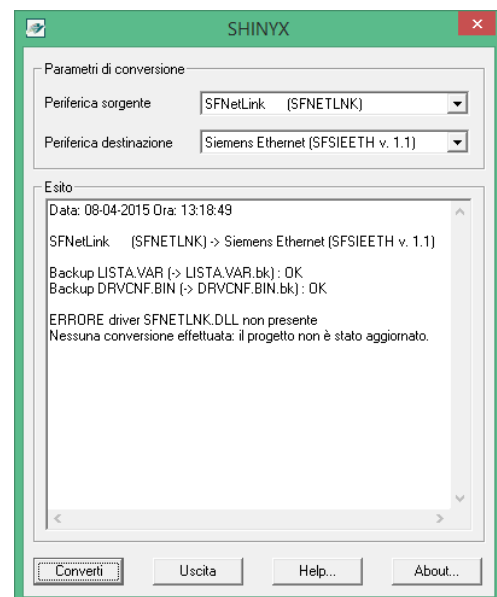 SHINYX
Parametri di conversione
Periferica sorgente SFNetLink (SFNETLNK)
Periferica destinazione Siemens Ethernet (SFSIEETH v. 1.1)
Esito
Data: 08-04-2015 Ora: 13:18:49
SFNetLink (SFNETLNK) -> Siemens Ethernet (SFSIEETH v. 1.1)
Backup LISTA.VAR (-> LISTA.VAR.bk) : OK
Backup DRVCNF.BIN (-> DRVCNF.BIN.bk) : OK
ERRORE driver SFNETLNK.DLL non presente
Nessuna conversione effettuata: il progetto non è stato aggiornato.
Converti Uscita Help... About...